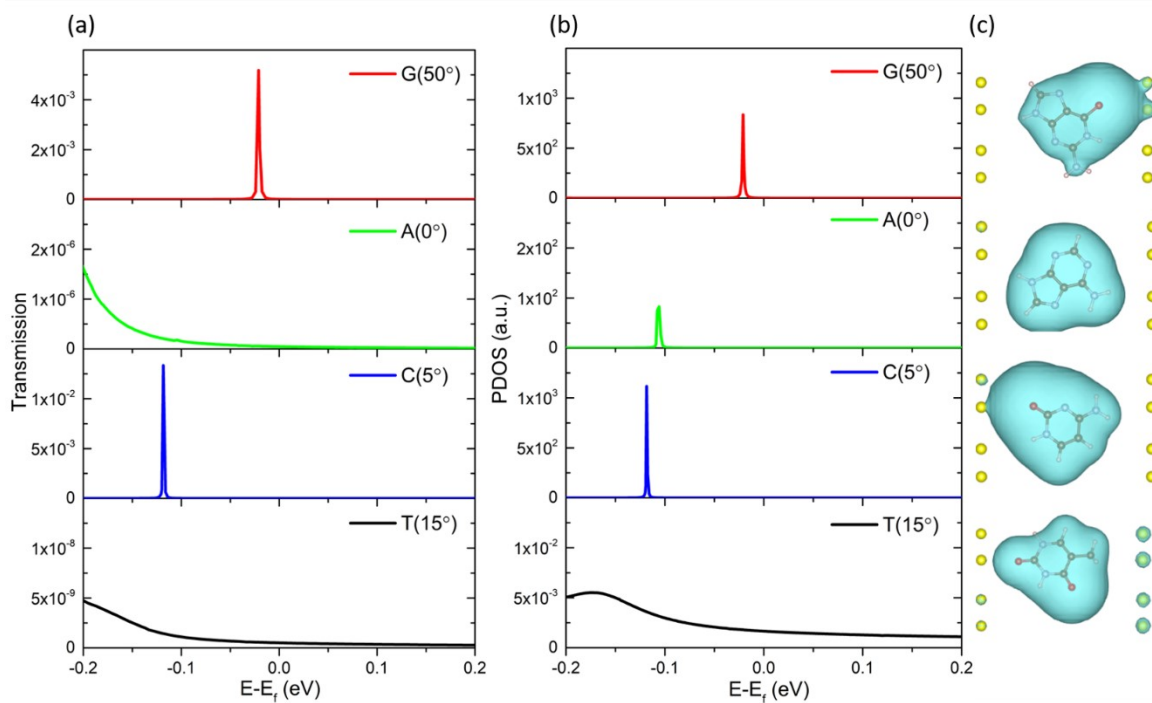 (a)
G(50°)
4x10⁻³
2x10⁻³
0
A(0°)
2x10⁻⁶
1x10⁻⁶
0
C(5°)
1x10⁻²
5x10⁻³
0
T(15°)
1x10⁻⁸
5x10⁻⁹
0
-0.2 -0.1 0.0 0.1 0.2
E-E_f (eV)
Transmission
(b)
G(50°)
1x10³
5x10²
0
A(0°)
2x10²
1x10²
0
C(5°)
1x10³
5x10²
0
T(15°)
1x10⁻²
5x10⁻³
0
-0.2 -0.1 0.0 0.1 0.2
E-E_f (eV)
PDOS (a.u.)
(c)